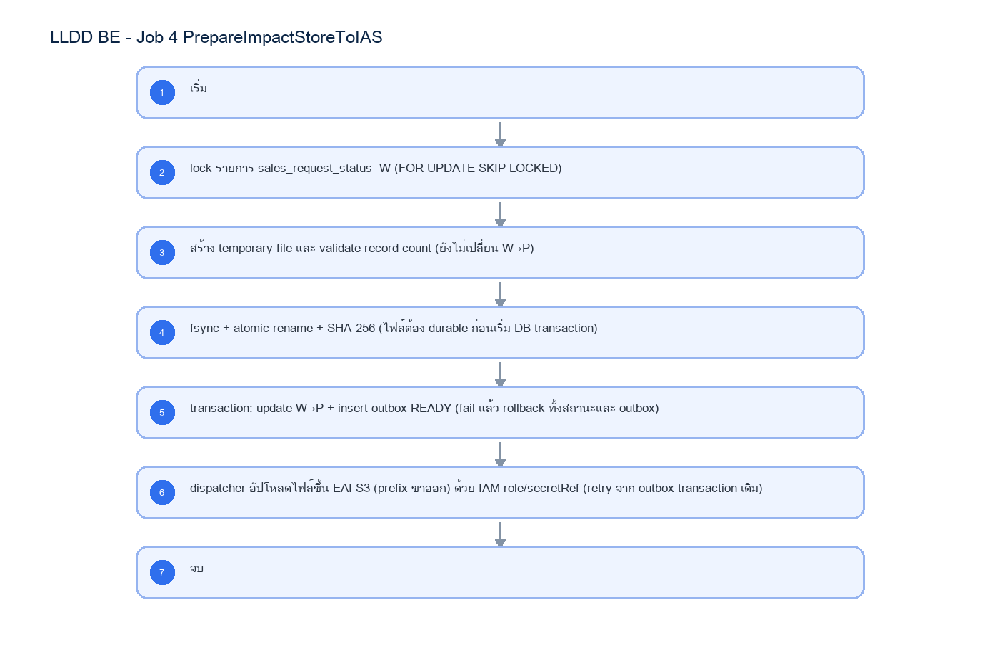 LLDD BE - Job 4 PrepareImpactStoreToIAS
1 เริ่ม
2 lock รายการ sales_request_status=W (FOR UPDATE SKIP LOCKED)
3 สร้าง temporary file และ validate record count (ยังไม่เปลี่ยน W→P)
4 fsync + atomic rename + SHA-256 (ไฟล์ต้อง durable ก่อนเริ่ม DB transaction)
5 transaction: update W→P + insert outbox READY (fail แล้ว rollback ทั้งสถานะและ outbox)
6 dispatcher อัปโหลดไฟล์ขึ้น EAI S3 (prefix ขาออก) ด้วย IAM role/secretRef (retry จาก outbox transaction เดิม)
7 จบ